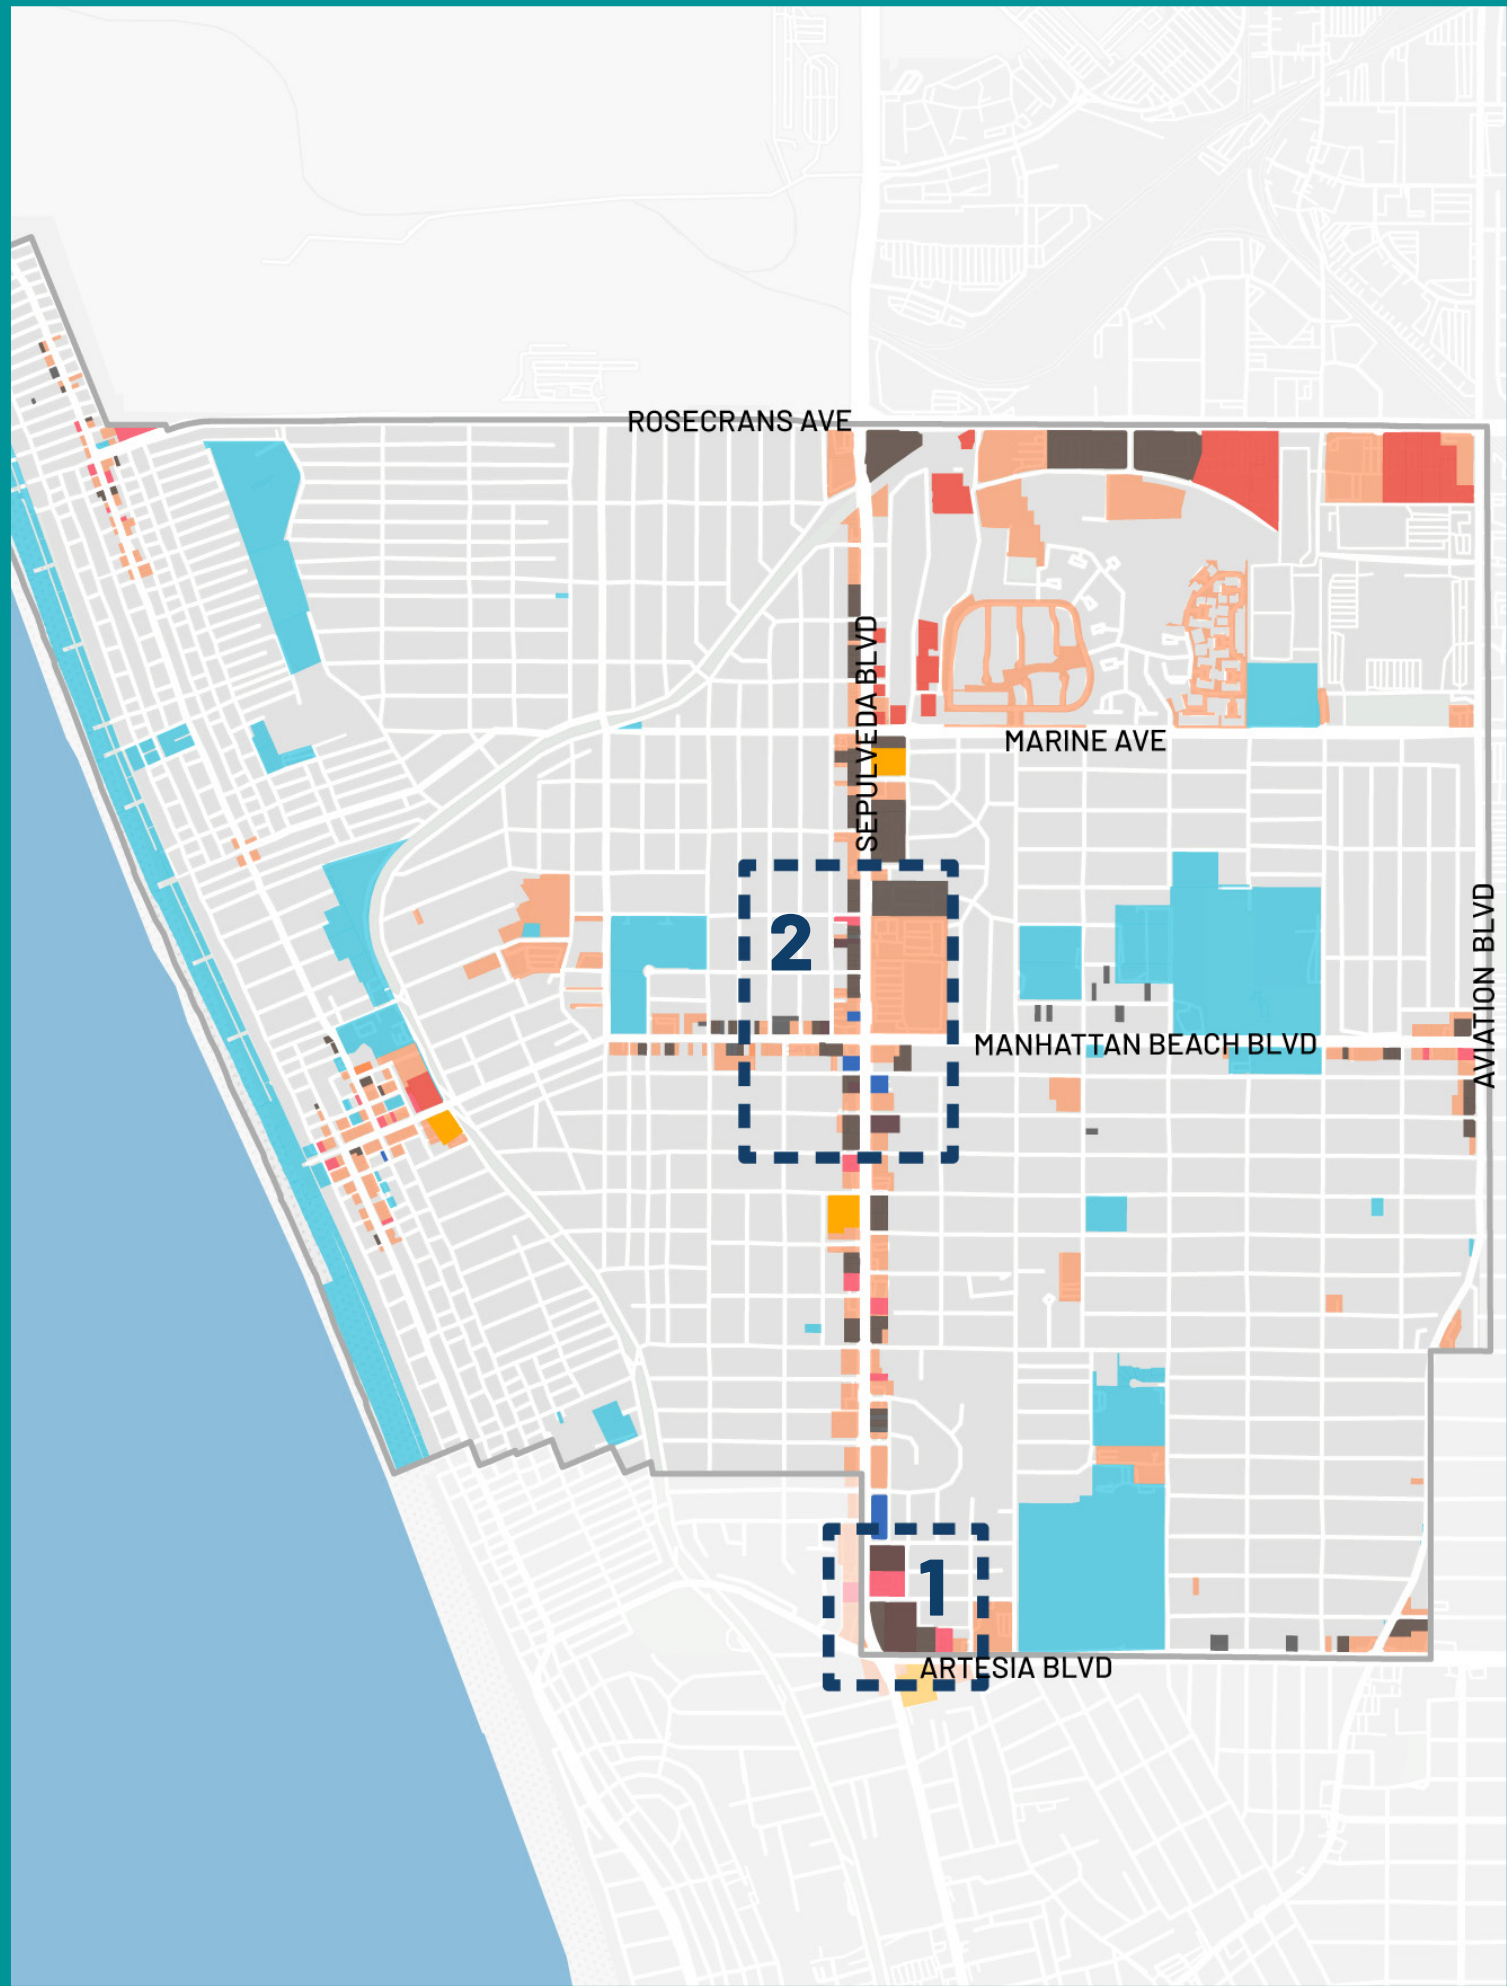 ROSECRANS AVE
SEPULVEDA BLVD
MARINE AVE
2
AVIATION BLVD
MANHATTAN BEACH BLVD
1
ARTESIA BLVD